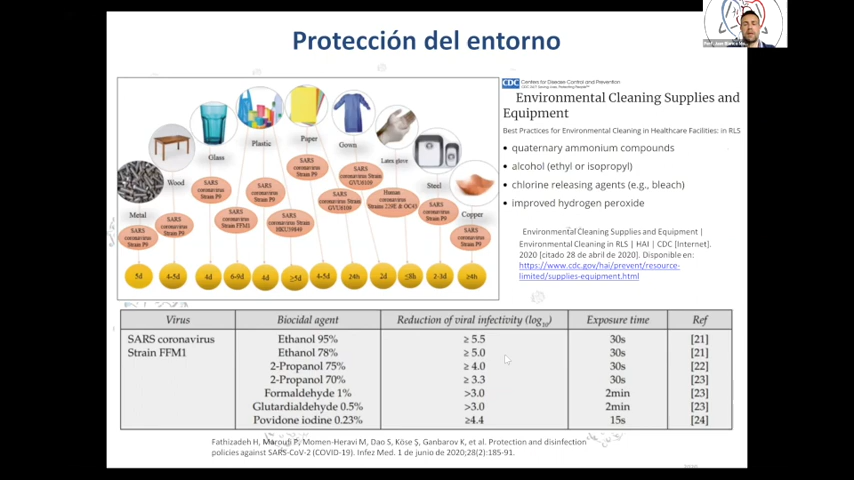 Protección del entorno
Metal
Wood
Glass
Plastic
Paper
Gown
Latex glove
Steel
Copper
SARS coronavirus Strain P9
SARS coronavirus Strain P9
SARS coronavirus Strain P9
SARS coronavirus Strain FFM1
SARS coronavirus Strain P9
SARS coronavirus Strain HKU39849
SARS coronavirus Strain P9
SARS coronavirus Strain GVU6109
SARS coronavirus Strain GVU6109
Human coronavirus Strains 229E & OC43
SARS coronavirus Strain P9
SARS coronavirus Strain P9
5d
4-5d
4d
6-9d
4d
≥5d
4-5d
24h
2d
≤8h
2-3d
≥4h
CDC Centers for Disease Control and Prevention
CDC 24/7: Saving Lives, Protecting People™
Environmental Cleaning Supplies and
Equipment
Best Practices for Environmental Cleaning in Healthcare Facilities: in RLS
• quaternary ammonium compounds
• alcohol (ethyl or isopropyl)
• chlorine releasing agents (e.g., bleach)
• improved hydrogen peroxide
Environmental Cleaning Supplies and Equipment |
Environmental Cleaning in RLS | HAI | CDC [Internet].
2020 [citado 28 de abril de 2020]. Disponible en:
https://www.cdc.gov/hai/prevent/resource-
limited/supplies-equipment.html
Virus Biocidal agent Reduction of viral infectivity (log10) Exposure time Ref
SARS coronavirus Ethanol 95% ≥ 5.5 30s [21]
Strain FFM1 Ethanol 78% ≥ 5.0 30s [21]
2-Propanol 75% ≥ 4.0 30s [22]
2-Propanol 70% ≥ 3.3 30s [23]
Formaldehyde 1% >3.0 2min [23]
Glutardialdehyde 0.5% >3.0 2min [23]
Povidone iodine 0.23% ≥4.4 15s [24]
Fathizadeh H, Maroufi P, Momen-Heravi M, Dao S, Köse Ş, Ganbarov K, et al. Protection and disinfection
policies against SARS-CoV-2 (COVID-19). Infez Med. 1 de junio de 2020;28(2):185-91.